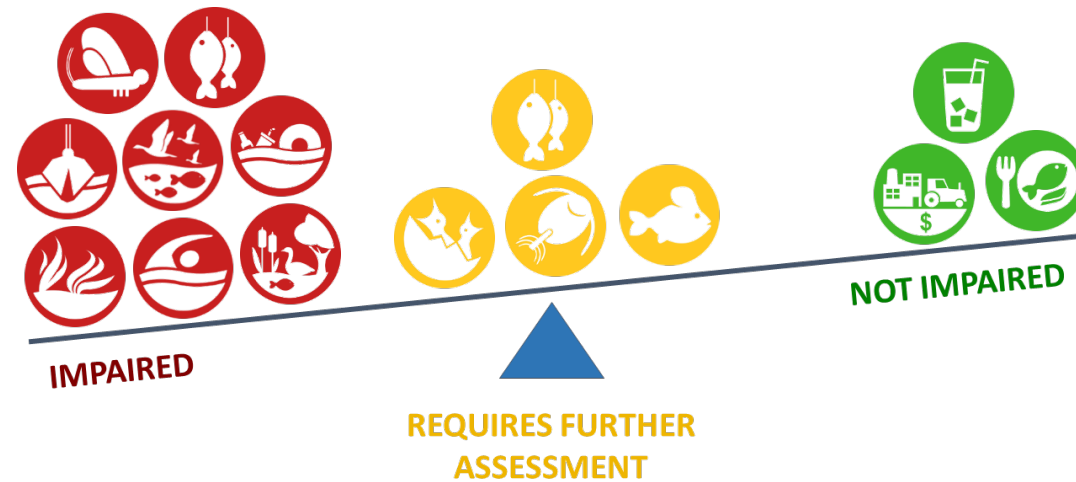 $
IMPAIRED
NOT IMPAIRED
REQUIRES FURTHER
ASSESSMENT